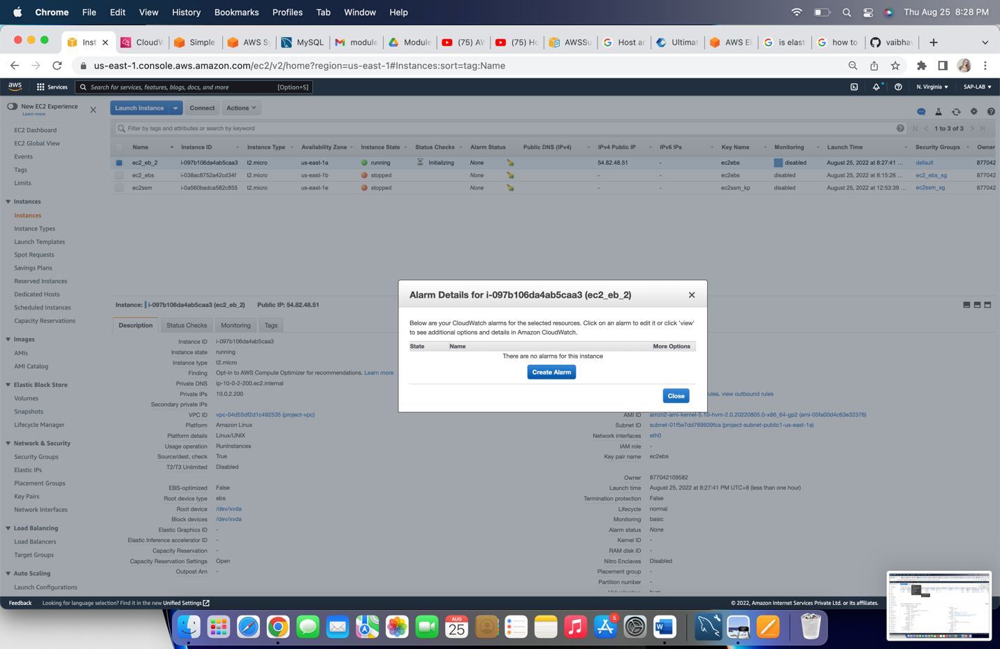 Chrome File Edit View History Bookmarks Profiles Tab Window Help Thu Aug 25 8:28 PM
Inst CloudW Simple AWS Sy MySQL module Module (75) AV (75) Ho AWSSu Host ar Ultimat AWS El is elast how to vaibhav
us-east-1.console.aws.amazon.com/ec2/v2/home?region=us-east-1#Instances:sort=tag:Name
aws Services Search for services, features, blogs, docs, and more [Option+S] N. Virginia SAP-LAB
New EC2 Experience
Learn more
Launch Instance Connect Actions
Filter by tags and attributes or search by keyword 1 to 3 of 3
Name Instance ID Instance Type Availability Zone Instance State Status Checks Alarm Status Public DNS (IPv4) IPv4 Public IP IPv6 IPs Key Name Monitoring Launch Time Security Groups Owner
ec2_eb_2 i-097b106da4ab5caa3 t2.micro us-east-1a running Initializing None 54.82.48.51 - ec2ebs disabled August 25, 2022 at 8:27:41 ... default 877042
ec2_ebs i-038ac8752a42cd34f t2.micro us-east-1b stopped None - - ec2ebs disabled August 25, 2022 at 8:15:26 ... ec2_ebs_sg 877042
ec2ssm i-0a560badca582c855 t2.micro us-east-1e stopped None - - ec2ssm_kp disabled August 25, 2022 at 12:53:39 ... ec2ssm_sg 877042
EC2 Dashboard
EC2 Global View
Events
Tags
Limits
Instances
Instances
Instance Types
Launch Templates
Spot Requests
Savings Plans
Reserved Instances
Dedicated Hosts
Scheduled Instances
Capacity Reservations
Images
AMIs
AMI Catalog
Elastic Block Store
Volumes
Snapshots
Lifecycle Manager
Network & Security
Security Groups
Elastic IPs
Placement Groups
Key Pairs
Network Interfaces
Load Balancing
Load Balancers
Target Groups
Auto Scaling
Launch Configurations
Alarm Details for i-097b106da4ab5caa3 (ec2_eb_2)
Below are your CloudWatch alarms for the selected resources. Click on an alarm to edit it or click 'view'
to see additional options and details in Amazon CloudWatch.
State Name More Options
There are no alarms for this instance
Create Alarm
Close
Instance: i-097b106da4ab5caa3 (ec2_eb_2) Public IP: 54.82.48.51
Description Status Checks Monitoring Tags
Instance ID i-097b106da4ab5caa3
Instance state running
Instance type t2.micro
Finding Opt-in to AWS Compute Optimizer for recommendations. Learn more
Private DNS ip-10-0-2-200.ec2.internal
Private IPs 10.0.2.200
Secondary private IPs
VPC ID vpc-04d55df2d1c492535 (project-vpc)
Platform Amazon Linux
Platform details Linux/UNIX
Usage operation RunInstances
Source/dest. check True
T2/T3 Unlimited Disabled
EBS-optimized False
Root device type ebs
Root device /dev/xvda
Block devices /dev/xvda
Elastic Graphics ID -
Elastic Inference accelerator ID -
Capacity Reservation -
Capacity Reservation Settings Open
Outpost Arn -
rules. view outbound rules
AMI ID amzn2-ami-kernel-5.10-hvm-2.0.20220805.0-x86_64-gp2 (ami-05fa00d4c63e32376)
Subnet ID subnet-01f5e7dd769939fca (project-subnet-public1-us-east-1a)
Network interfaces eth0
IAM role -
Key pair name ec2ebs
Owner 877042109582
Launch time August 25, 2022 at 8:27:41 PM UTC+8 (less than one hour)
Termination protection False
Lifecycle normal
Monitoring basic
Alarm status None
Kernel ID -
RAM disk ID -
Nitro Enclaves Disabled
Placement group -
Partition number -
Feedback Looking for language selection? Find it in the new Unified Settings © 2022, Amazon Internet Services Private Ltd. or its affiliates.
AUG
25
5
W